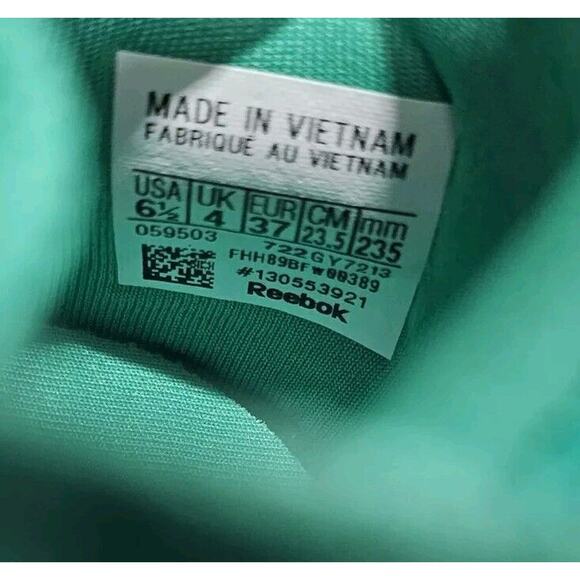 MADE IN VIETNAM
FABRIQUÉ AU VIETNAM
USA UK EUR CM mm
6½ 4 37 23.5 235
059503 722GY7213
FHH89BFW00389
#130553921
Reebok